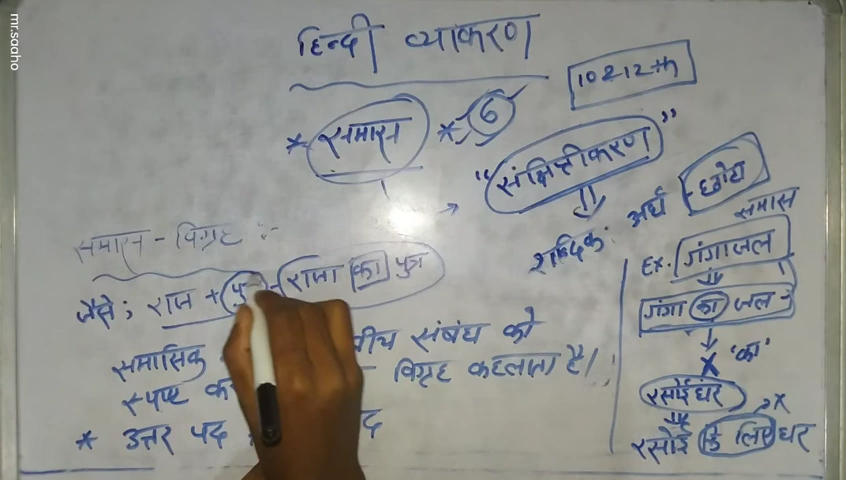 mr.saaho
हिन्दी व्याकरण
10 & 12th
* समास * 6
"संक्षिप्तीकरण"
शाब्दिक: अर्थ - छोटा
समास
समास - विग्रह :-
Ex. गंगाजल
जैसे; राज + पु - राजा का पुत्र
गंगा का जल
समासिक बीच संबंध को
x 'का'
स्पष्ट कर - विग्रह कहलाता है।
रसोईघर
* उत्तर पद
रसोई के लिए घर